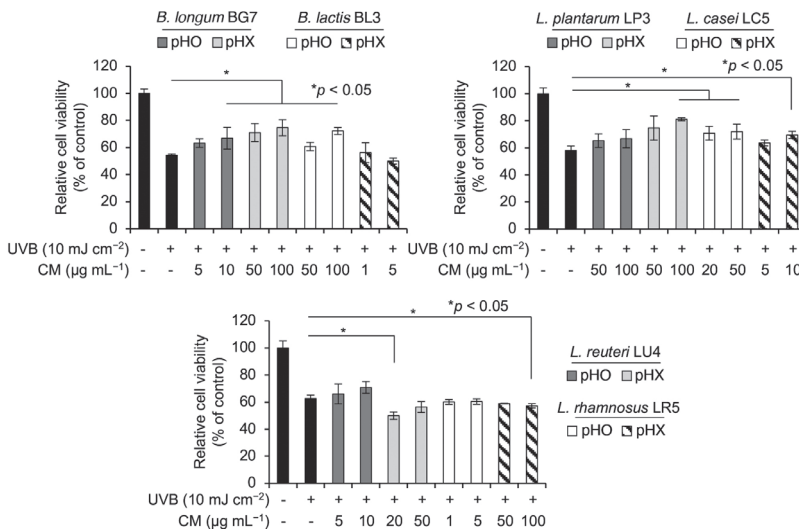 B. longum BG7 B. lactis BL3
pHO pHX pHO pHX
*p < 0.05
*
Relative cell viability
(% of control)
120
100
80
60
40
20
0
UVB (10 mJ cm−2) - + + + + + + + + +
CM (μg mL−1) - - 5 10 50 100 50 100 1 5
L. plantarum LP3 L. casei LC5
pHO pHX pHO pHX
*p < 0.05
*
*
Relative cell viability
(% of control)
120
100
80
60
40
20
0
UVB (10 mJ cm−2) - + + + + + + + + +
CM (μg mL−1) - - 50 100 50 100 20 50 5 10
*p < 0.05
*
*
Relative cell viability
(% of control)
120
100
80
60
40
20
0
UVB (10 mJ cm−2) - + + + + + + + + +
CM (μg mL−1) - - 5 10 20 50 1 5 50 100
L. reuteri LU4
pHO pHX
L. rhamnosus LR5
pHO pHX